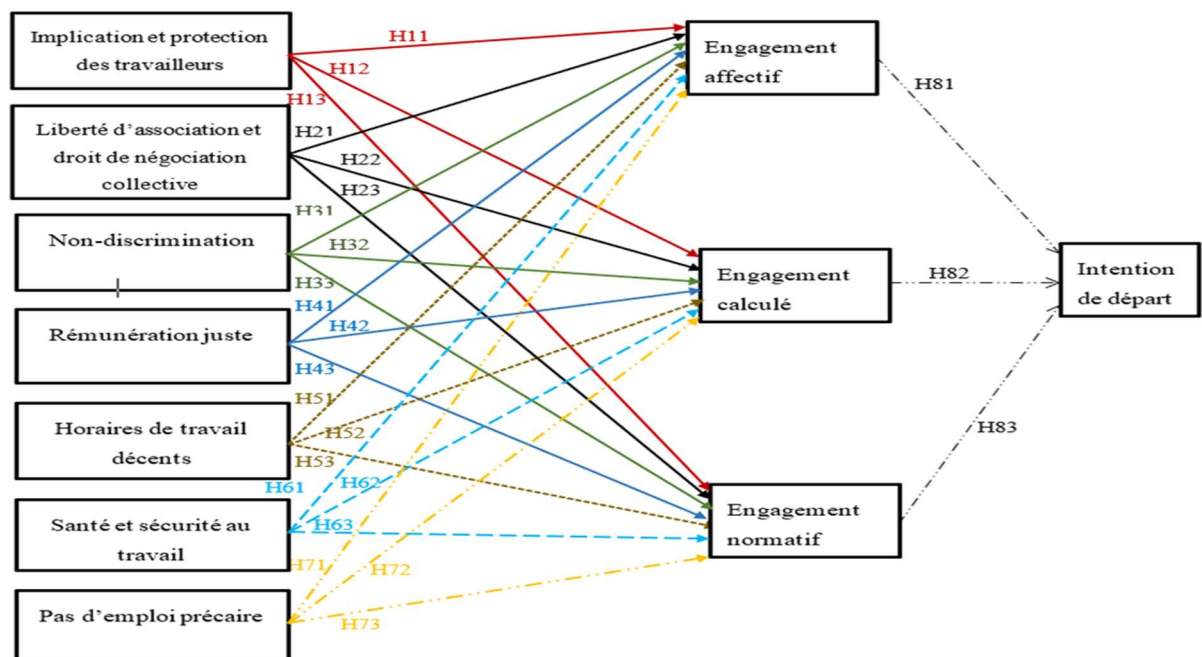 Implication et protection
des travailleurs
Liberté d'association et
droit de négociation
collective
Non-discrimination
Rémunération juste
Horaires de travail
décents
Santé et sécurité au
travail
Pas d'emploi précaire
H11
H12
H13
H21
H22
H23
H31
H32
H33
H41
H42
H43
H51
H52
H53
H61
H62
H63
H71
H72
H73
Engagement
affectif
Engagement
calculé
Engagement
normatif
H81
H82
H83
Intention
de départ